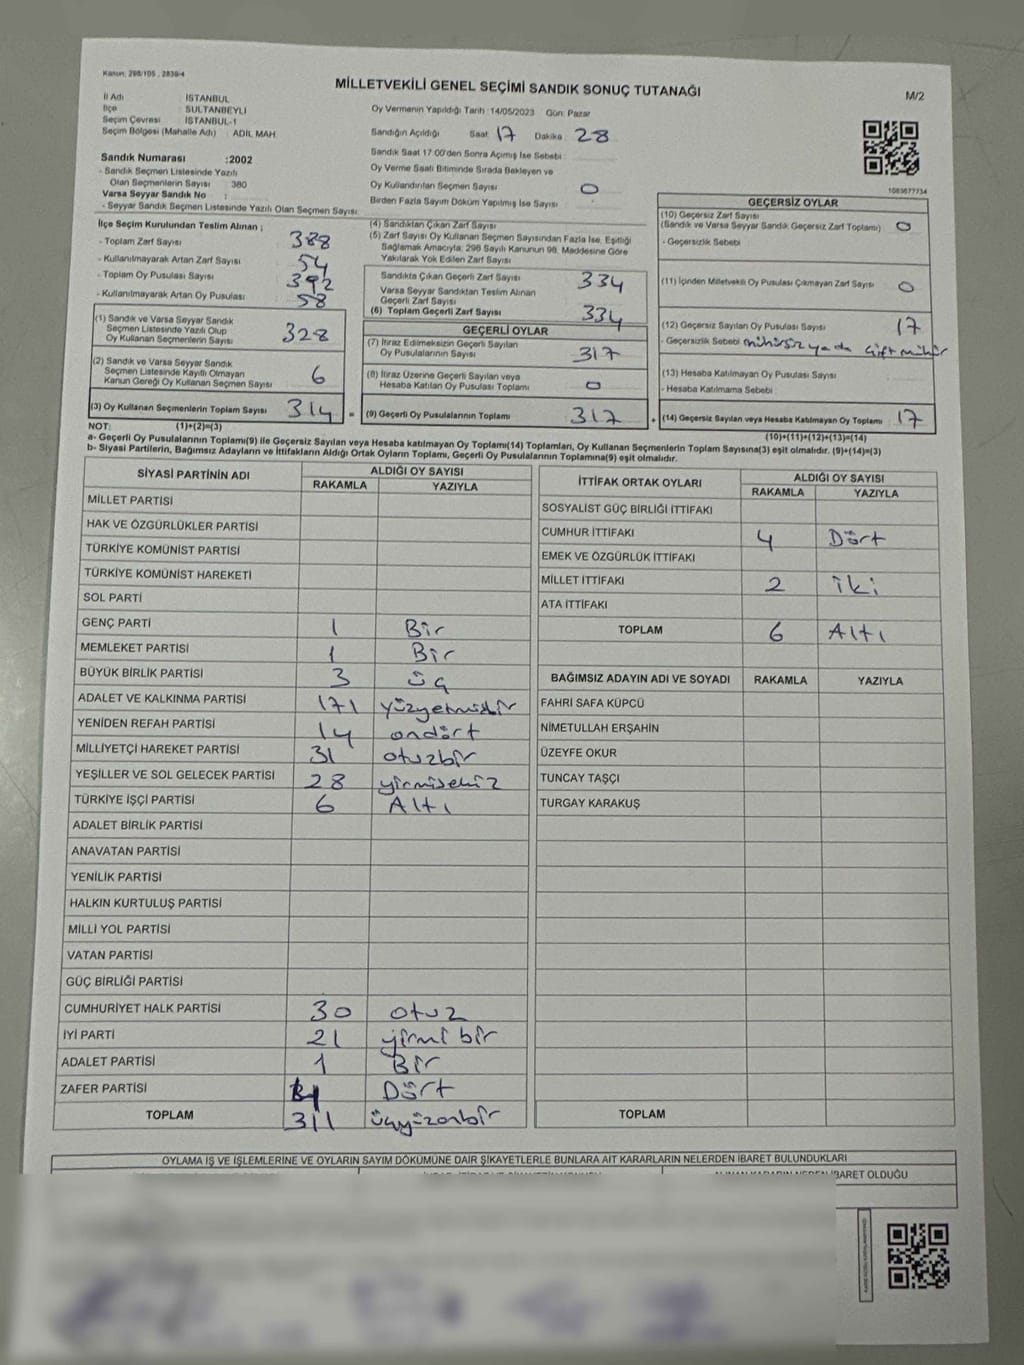 Kanun: 298/105 , 2839-4
MİLLETVEKİLİ GENEL SEÇİMİ SANDIK SONUÇ TUTANAĞI
M/2
İl Adı İSTANBUL
İlçe SULTANBEYLİ
Seçim Çevresi İSTANBUL-1
Seçim Bölgesi (Mahalle Adı) : ADİL MAH.
Sandık Numarası :2002
- Sandık Seçmen Listesinde Yazılı
Olan Seçmenlerin Sayısı : 380
Varsa Seyyar Sandık No :
- Seyyar Sandık Seçmen Listesinde Yazılı Olan Seçmen Sayısı:
Oy Vermenin Yapıldığı Tarih :14/05/2023 Gün: Pazar
Sandığın Açıldığı Saat 17 Dakika 28
Sandık Saat 17:00'den Sonra Açımış İse Sebebi
Oy Verme Saati Bitiminde Sırada Bekleyen ve
Oy Kullandırılan Seçmen Sayısı 0
Birden Fazla Sayım Döküm Yapılmış İse Sayısı
1083677734
İlçe Seçim Kurulundan Teslim Alınan ;
- Toplam Zarf Sayısı 388
- Kullanılmayarak Artan Zarf Sayısı 54
- Toplam Oy Pusulası Sayısı 392
- Kullanılmayarak Artan Oy Pusulası 58
(1) Sandık ve Varsa Seyyar Sandık
Seçmen Listesinde Yazılı Olup
Oy Kullanan Seçmenlerin Sayısı 328
(2) Sandık ve Varsa Seyyar Sandık
Seçmen Listesinde Kayıtlı Olmayan
Kanun Gereği Oy Kullanan Seçmen Sayısı 6
(3) Oy Kullanan Seçmenlerin Toplam Sayısı 314 =
(1)+(2)=(3)
(4) Sandıktan Çıkan Zarf Sayısı
(5) Zarf Sayısı Oy Kullanan Seçmen Sayısından Fazla İse, Eşitliği
Sağlamak Amacıyla, 298 Sayılı Kanunun 98. Maddesine Göre
Yakılarak Yok Edilen Zarf Sayısı
Sandıkta Çıkan Geçerli Zarf Sayısı 334
Varsa Seyyar Sandıktan Teslim Alınan
Geçerli Zarf Sayısı
(6) Toplam Geçerli Zarf Sayısı 334
GEÇERLİ OYLAR
(7) İtiraz Edilmeksizin Geçerli Sayılan
Oy Pusulalarının Sayısı 317
(8) İtiraz Üzerine Geçerli Sayılan veya
Hesaba Katılan Oy Pusulası Toplamı 0
(9) Geçerli Oy Pusulalarının Toplamı 317 +
GEÇERSİZ OYLAR
(10) Geçersiz Zarf Sayısı
(Sandık ve Varsa Seyyar Sandık Geçersiz Zarf Toplamı) 0
- Geçersizlik Sebebi
(11) İçinden Milletvekili Oy Pusulası Çıkmayan Zarf Sayısı 0
(12) Geçersiz Sayılan Oy Pusulası Sayısı 17
- Geçersizlik Sebebi mühürsüz ya da Çift mühür
(13) Hesaba Katılmayan Oy Pusulası Sayısı
- Hesaba Katılmama Sebebi
(14) Geçersiz Sayılan veya Hesaba Katılmayan Oy Toplamı 17
(10)+(11)+(12)+(13)=(14)
NOT:
a- Geçerli Oy Pusulalarının Toplamı(9) ile Geçersiz Sayılan veya Hesaba katılmayan Oy Toplamı(14) Toplamları, Oy Kullanan Seçmenlerin Toplam Sayısına(3) eşit olmalıdır. (9)+(14)=(3)
b- Siyasi Partilerin, Bağımsız Adayların ve İttifakların Aldığı Ortak Oyların Toplamı, Geçerli Oy Pusulalarının Toplamına(9) eşit olmalıdır.
SİYASİ PARTİNİN ADI ALDIĞI OY SAYISI
RAKAMLA YAZIYLA
MİLLET PARTİSİ
HAK VE ÖZGÜRLÜKLER PARTİSİ
TÜRKİYE KOMÜNİST PARTİSİ
TÜRKİYE KOMÜNİST HAREKETİ
SOL PARTİ
GENÇ PARTİ 1 Bir
MEMLEKET PARTİSİ 1 Bir
BÜYÜK BİRLİK PARTİSİ 3 üç
ADALET VE KALKINMA PARTİSİ 171 yüzyetmişbir
YENİDEN REFAH PARTİSİ 14 ondört
MİLLİYETÇİ HAREKET PARTİSİ 31 otuzbir
YEŞİLLER VE SOL GELECEK PARTİSİ 28 yirmisekiz
TÜRKİYE İŞÇİ PARTİSİ 6 Altı
ADALET BİRLİK PARTİSİ
ANAVATAN PARTİSİ
YENİLİK PARTİSİ
HALKIN KURTULUŞ PARTİSİ
MİLLİ YOL PARTİSİ
VATAN PARTİSİ
GÜÇ BİRLİĞİ PARTİSİ
CUMHURİYET HALK PARTİSİ 30 otuz
İYİ PARTİ 21 yirmi bir
ADALET PARTİSİ 1 Bir
ZAFER PARTİSİ 4 Dört
TOPLAM 311 üçyüzonbir
İTTİFAK ORTAK OYLARI ALDIĞI OY SAYISI
RAKAMLA YAZIYLA
SOSYALİST GÜÇ BİRLİĞİ İTTİFAKI
CUMHUR İTTİFAKI 4 Dört
EMEK VE ÖZGÜRLÜK İTTİFAKI
MİLLET İTTİFAKI 2 iki
ATA İTTİFAKI
TOPLAM 6 Altı
BAĞIMSIZ ADAYIN ADI VE SOYADI RAKAMLA YAZIYLA
FAHRİ SAFA KÜPCÜ
NİMETULLAH ERŞAHİN
ÜZEYFE OKUR
TUNCAY TAŞÇI
TURGAY KARAKUŞ
TOPLAM
OYLAMA İŞ VE İŞLEMLERİNE VE OYLARIN SAYIM DÖKÜMÜNE DAİR ŞİKAYETLERLE BUNLARA AİT KARARLARIN NELERDEN İBARET BULUNDUKLARI
ALINAN KARARIN NEDEN İBARET OLDUĞU